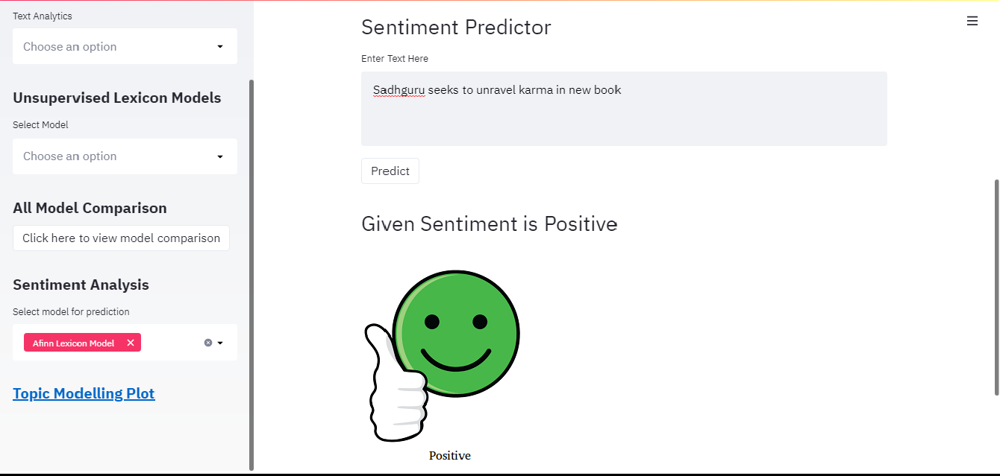 Text Analytics
Choose an option
Unsupervised Lexicon Models
Select Model
Choose an option
All Model Comparison
Click here to view model comparison
Sentiment Analysis
Select model for prediction
Afinn Lexicon Model
Topic Modelling Plot
Sentiment Predictor
Enter Text Here
Sadhguru seeks to unravel karma in new book
Predict
Given Sentiment is Positive
Positive